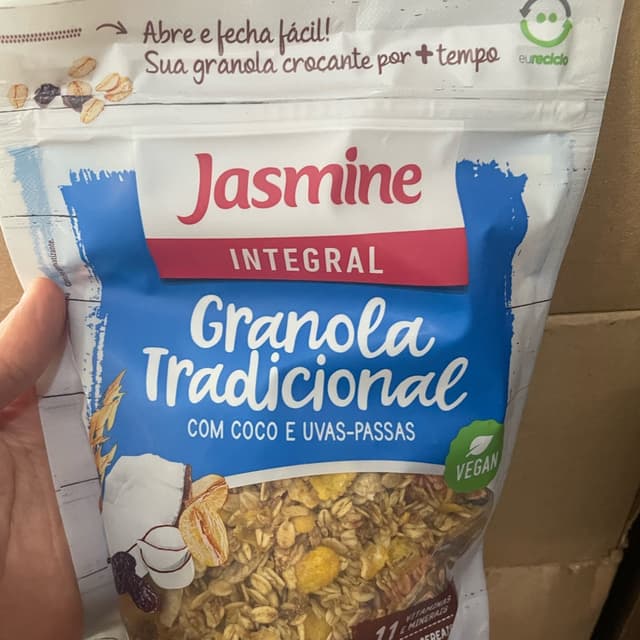 Abre e fecha fácil!
Sua granola crocante por + tempo
eureciclo
Jasmine
INTEGRAL
Granola
Tradicional
COM COCO E UVAS-PASSAS
VEGAN
11 VITAMINAS
E MINERAIS